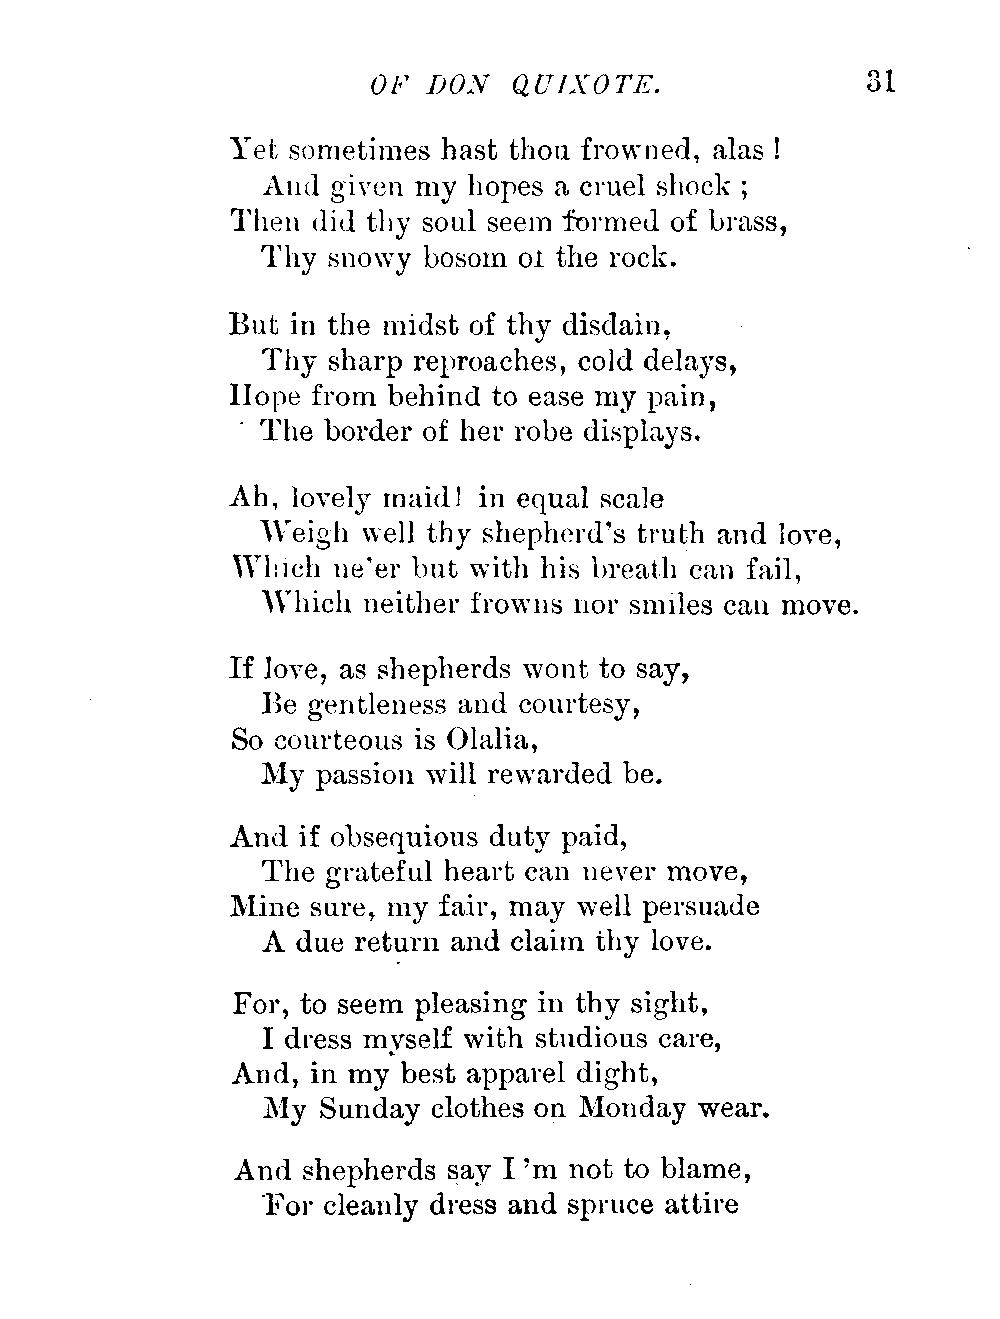 OF DON QUIXOTE. 31
Yet sometimes hast thou frowned, alas!
And given my hopes a cruel shock;
Then did thy soul seem formed of brass,
Thy snowy bosom of the rock.
But in the midst of thy disdain,
Thy sharp reproaches, cold delays,
Hope from behind to ease my pain,
The border of her robe displays.
Ah, lovely maid! in equal scale
Weigh well thy shepherd's truth and love,
Which ne'er but with his breath can fail,
Which neither frowns nor smiles can move.
If love, as shepherds wont to say,
Be gentleness and courtesy,
So courteous is Olalia,
My passion will rewarded be.
And if obsequious duty paid,
The grateful heart can never move,
Mine sure, my fair, may well persuade
A due return and claim thy love.
For, to seem pleasing in thy sight,
I dress myself with studious care,
And, in my best apparel dight,
My Sunday clothes on Monday wear.
And shepherds say I'm not to blame,
For cleanly dress and spruce attire